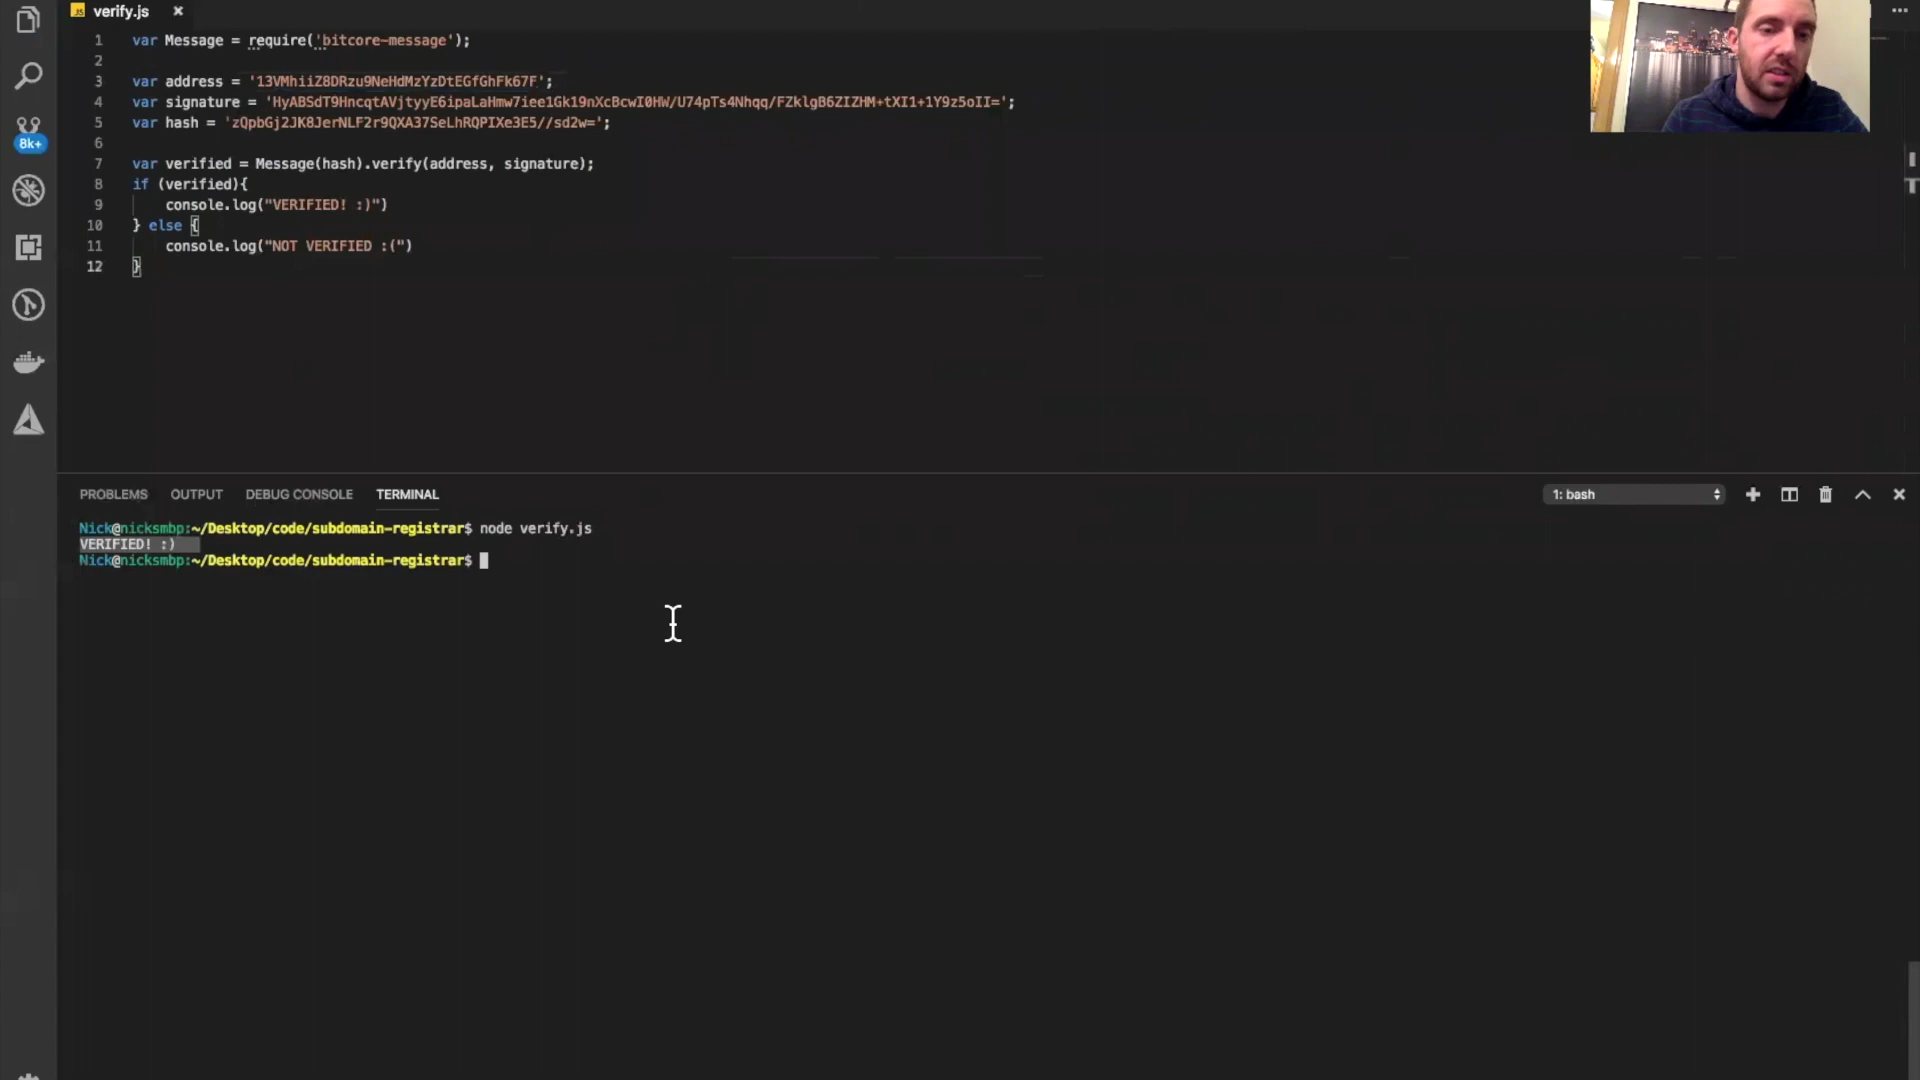 verify.js
1 var Message = require('bitcore-message');
2
3 var address = '13VMhiiZ8DRzu9NeHdMzYzDtEGfGhFk67F';
4 var signature = 'HyABSdT9HncqtAVjtyyE6ipaLaHmw7iee1Gk19nXcBcwI0HW/U74pTs4Nhqq/FZklgB6ZIZHM+tXI1+1Y9z5oII=';
5 var hash = 'zQpbGj2JK8JerNLF2r9QXA37SeLhRQPIXe3E5//sd2w=';
6
7 var verified = Message(hash).verify(address, signature);
8 if (verified){
9 console.log("VERIFIED! :)")
10 } else {
11 console.log("NOT VERIFIED :(")
12 }
8k+
PROBLEMS OUTPUT DEBUG CONSOLE TERMINAL 1: bash
Nick@nicksmbp:~/Desktop/code/subdomain-registrar$ node verify.js
VERIFIED! :)
Nick@nicksmbp:~/Desktop/code/subdomain-registrar$